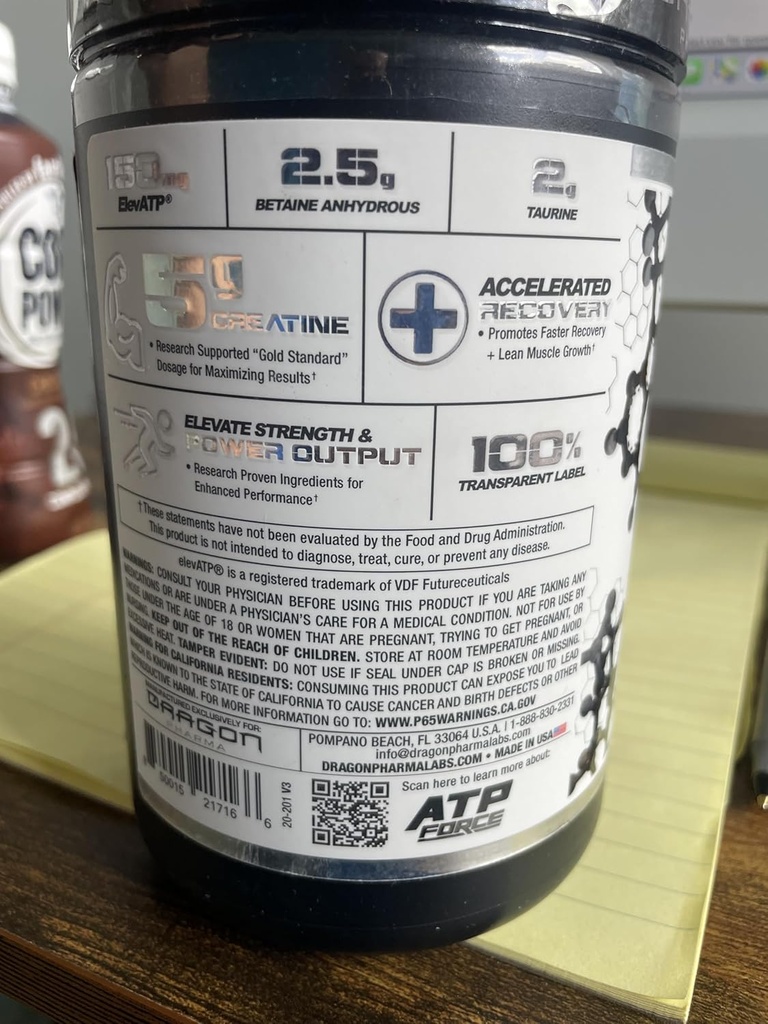 150mg
ElevATP®
2.5g
BETAINE ANHYDROUS
2g
TAURINE
5g
CREATINE
• Research Supported "Gold Standard"
Dosage for Maximizing Results†
ACCELERATED
RECOVERY
• Promotes Faster Recovery
+ Lean Muscle Growth†
ELEVATE STRENGTH &
POWER OUTPUT
• Research Proven Ingredients for
Enhanced Performance†
100%
TRANSPARENT LABEL
†These statements have not been evaluated by the Food and Drug Administration.
This product is not intended to diagnose, treat, cure, or prevent any disease.
elevATP® is a registered trademark of VDF Futureceuticals
WARNINGS: CONSULT YOUR PHYSICIAN BEFORE USING THIS PRODUCT IF YOU ARE TAKING ANY
MEDICATIONS OR ARE UNDER A PHYSICIAN'S CARE FOR A MEDICAL CONDITION. NOT FOR USE BY
THOSE UNDER THE AGE OF 18 OR WOMEN THAT ARE PREGNANT, TRYING TO GET PREGNANT, OR
NURSING. KEEP OUT OF THE REACH OF CHILDREN. STORE AT ROOM TEMPERATURE AND AVOID
EXCESSIVE HEAT. TAMPER EVIDENT: DO NOT USE IF SEAL UNDER CAP IS BROKEN OR MISSING.
WARNING FOR CALIFORNIA RESIDENTS: CONSUMING THIS PRODUCT CAN EXPOSE YOU TO LEAD
WHICH IS KNOWN TO THE STATE OF CALIFORNIA TO CAUSE CANCER AND BIRTH DEFECTS OR OTHER
REPRODUCTIVE HARM. FOR MORE INFORMATION GO TO: WWW.P65WARNINGS.CA.GOV
MANUFACTURED EXCLUSIVELY FOR:
DRAGON
PHARMA
POMPANO BEACH, FL 33064 U.S.A. | 1-888-830-2331
info@dragonpharmalabs.com
DRAGONPHARMALABS.COM • MADE IN USA
50015 21716 6
20-201 V3
Scan here to learn more about:
ATP
FORCE